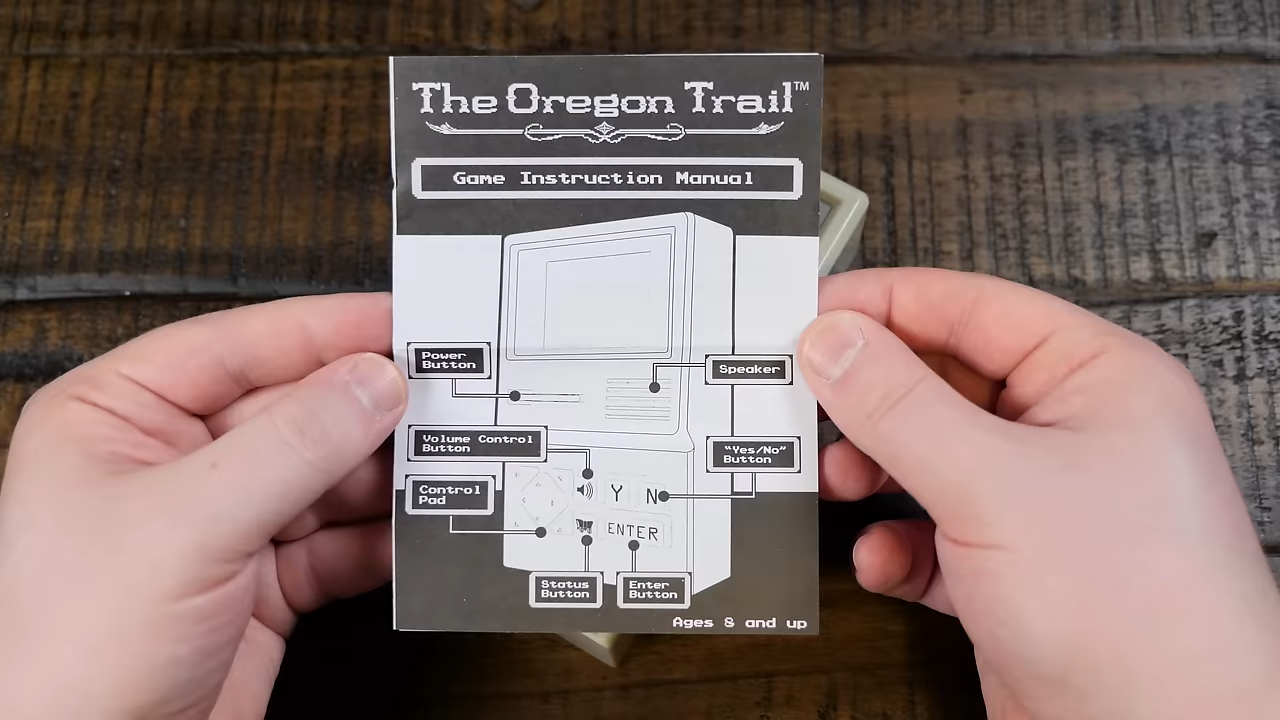 The Oregon Trail™
Game Instruction Manual
Power
Button
Speaker
Volume Control
Button
"Yes/No"
Button
Control
Pad
Y N
ENTER
Status
Button
Enter
Button
Ages 8 and up